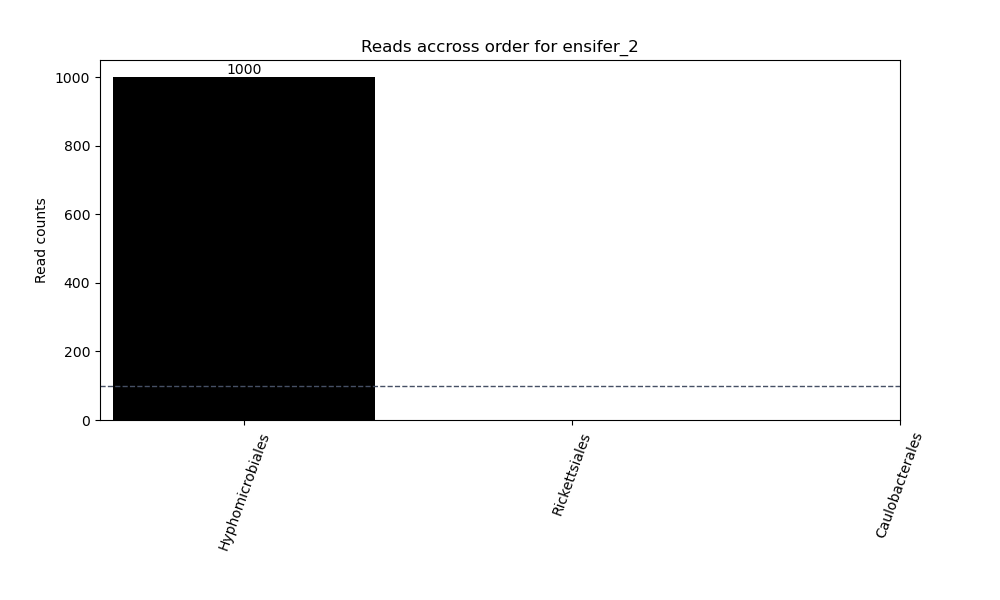 Reads accross order for ensifer_2
1000
1000
800
600
400
200
0
Read counts
Hyphomicrobiales
Rickettsiales
Caulobacterales